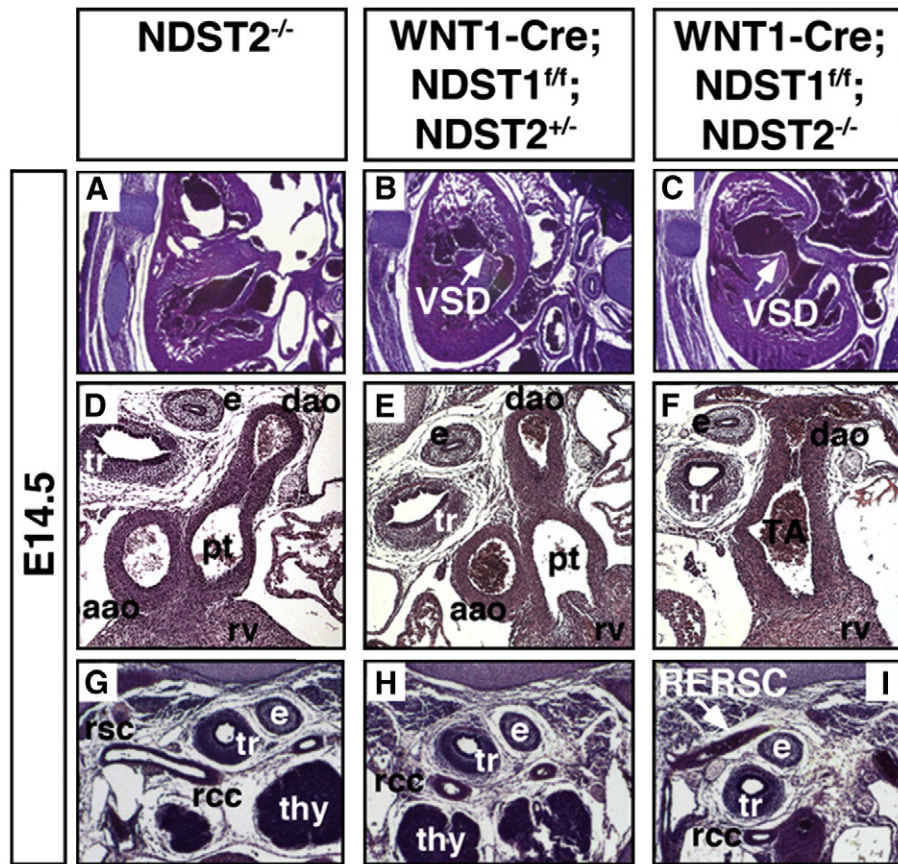 NDST2-/-
WNT1-Cre;
NDST1f/f;
NDST2+/-
WNT1-Cre;
NDST1f/f;
NDST2-/-
E14.5
A
B
VSD
C
VSD
D
e
dao
tr
pt
aao
rv
E
dao
e
tr
pt
aao
rv
F
e
dao
tr
TA
rv
G
e
rsc
tr
rcc
thy
H
e
tr
rcc
thy
RERSC
I
e
tr
rcc